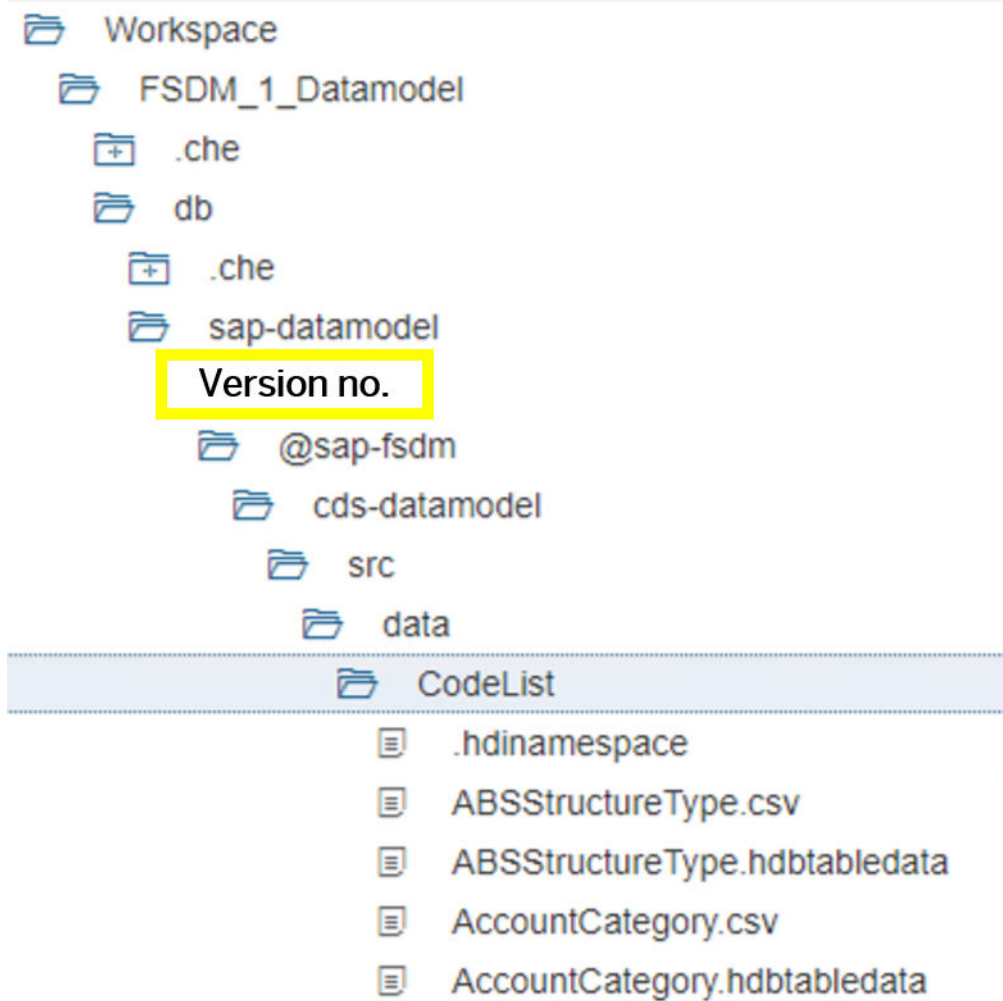 Workspace
FSDM_1_Datamodel
.che
db
.che
sap-datamodel
Version no.
@sap-fsdm
cds-datamodel
src
data
CodeList
.hdinamespace
ABSStructureType.csv
ABSStructureType.hdbtabledata
AccountCategory.csv
AccountCategory.hdbtabledata